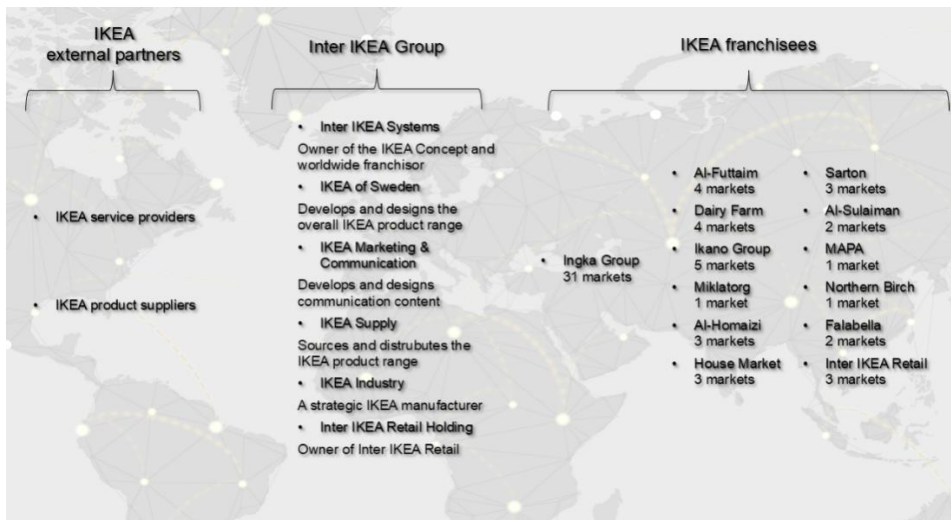 IKEA
external partners
• IKEA service providers
• IKEA product suppliers
Inter IKEA Group
• Inter IKEA Systems
Owner of the IKEA Concept and
worldwide franchisor
• IKEA of Sweden
Develops and designs the
overall IKEA product range
• IKEA Marketing &
Communication
Develops and designs
communication content
• IKEA Supply
Sources and distrubutes the
IKEA product range
• IKEA Industry
A strategic IKEA manufacturer
• Inter IKEA Retail Holding
Owner of Inter IKEA Retail
IKEA franchisees
• Ingka Group
31 markets
• Al-Futtaim
4 markets
• Dairy Farm
4 markets
• Ikano Group
5 markets
• Miklatorg
1 market
• Al-Homaizi
3 markets
• House Market
3 markets
• Sarton
3 markets
• Al-Sulaiman
2 markets
• MAPA
1 market
• Northern Birch
1 market
• Falabella
2 markets
• Inter IKEA Retail
3 markets